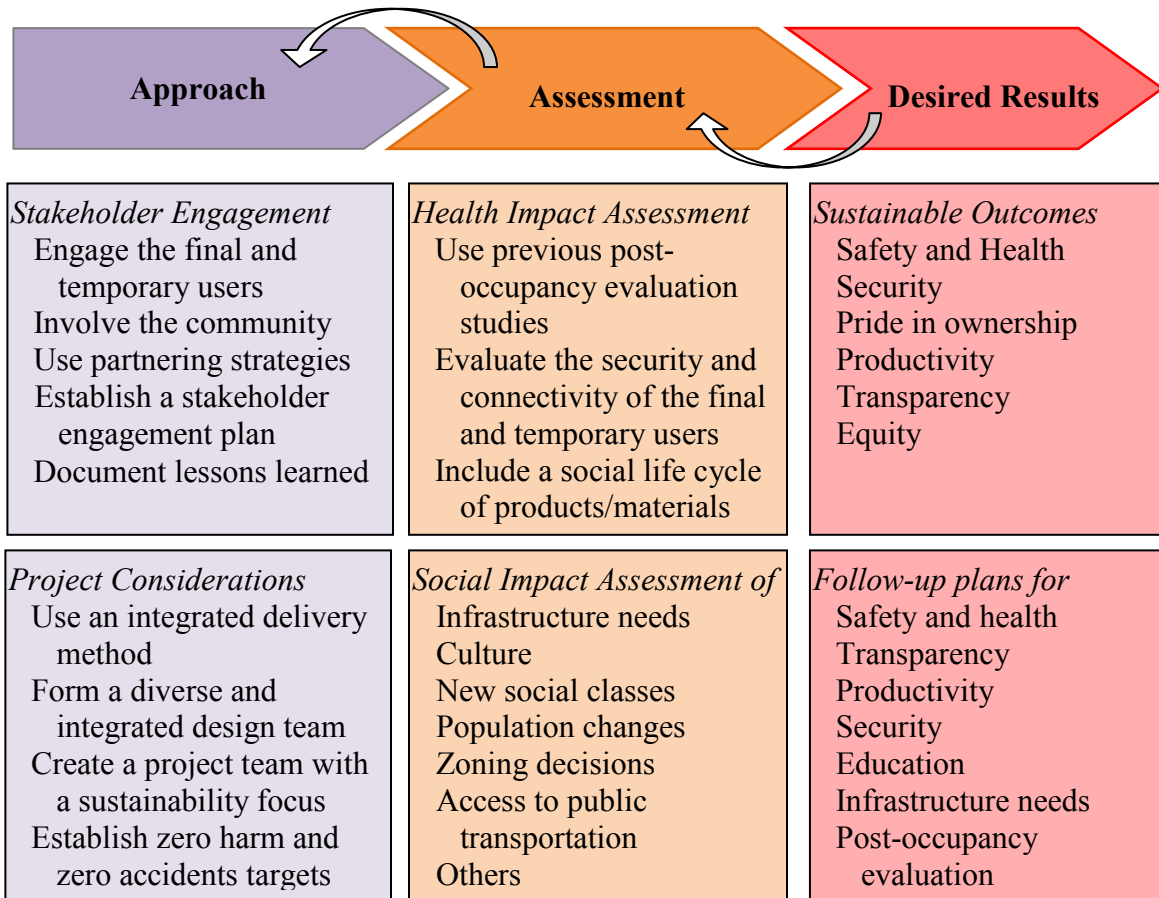 Approach
Assessment
Desired Results
Stakeholder Engagement
Engage the final and
temporary users
Involve the community
Use partnering strategies
Establish a stakeholder
engagement plan
Document lessons learned
Health Impact Assessment
Use previous post-
occupancy evaluation
studies
Evaluate the security and
connectivity of the final
and temporary users
Include a social life cycle
of products/materials
Sustainable Outcomes
Safety and Health
Security
Pride in ownership
Productivity
Transparency
Equity
Project Considerations
Use an integrated delivery
method
Form a diverse and
integrated design team
Create a project team with
a sustainability focus
Establish zero harm and
zero accidents targets
Social Impact Assessment of
Infrastructure needs
Culture
New social classes
Population changes
Zoning decisions
Access to public
transportation
Others
Follow-up plans for
Safety and health
Transparency
Productivity
Security
Education
Infrastructure needs
Post-occupancy
evaluation